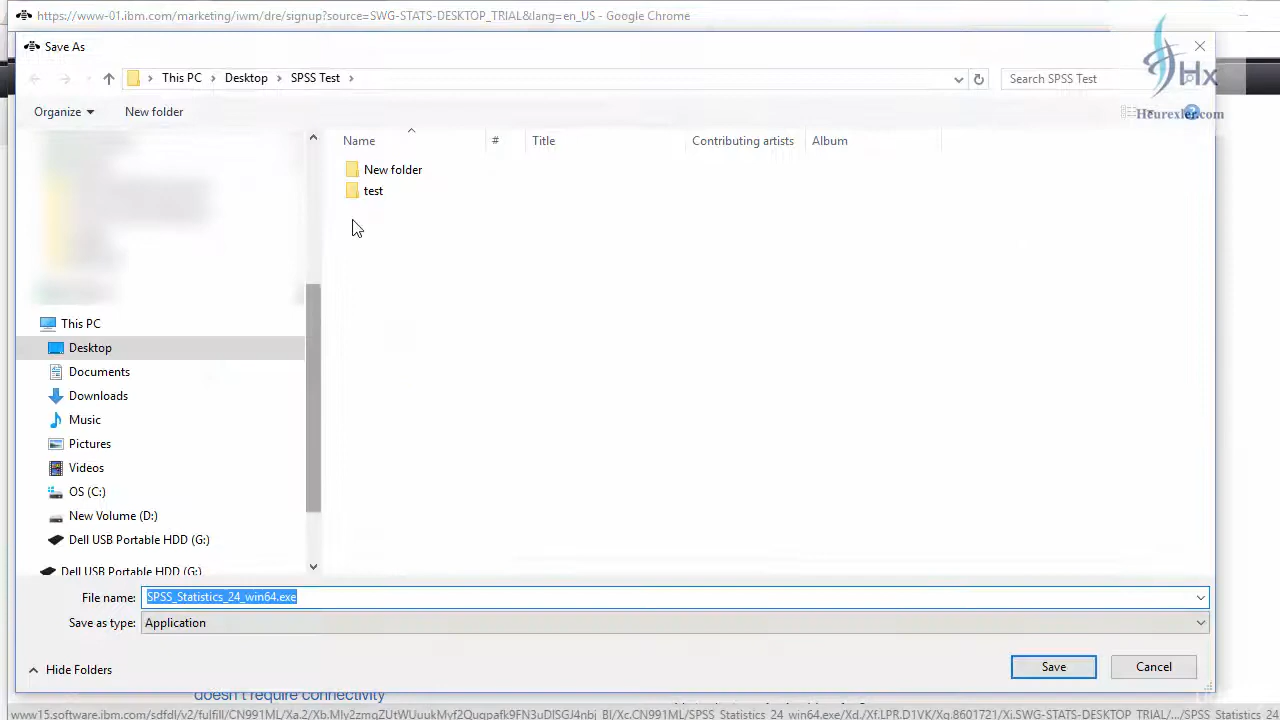 https://www-01.ibm.com/marketing/iwm/dre/signup?source=SWG-STATS-DESKTOP_TRIAL&lang=en_US - Google Chrome
Save As
This PC > Desktop > SPSS Test >
Search SPSS Test
Hx
Heurexler.com
Organize
New folder
Name
#
Title
Contributing artists
Album
New folder
test
This PC
Desktop
Documents
Downloads
Music
Pictures
Videos
OS (C:)
New Volume (D:)
Dell USB Portable HDD (G:)
Dell USB Portable HDD (G:)
File name:
SPSS_Statistics_24_win64.exe
Save as type:
Application
Hide Folders
Save
Cancel
doesn't require connectivity